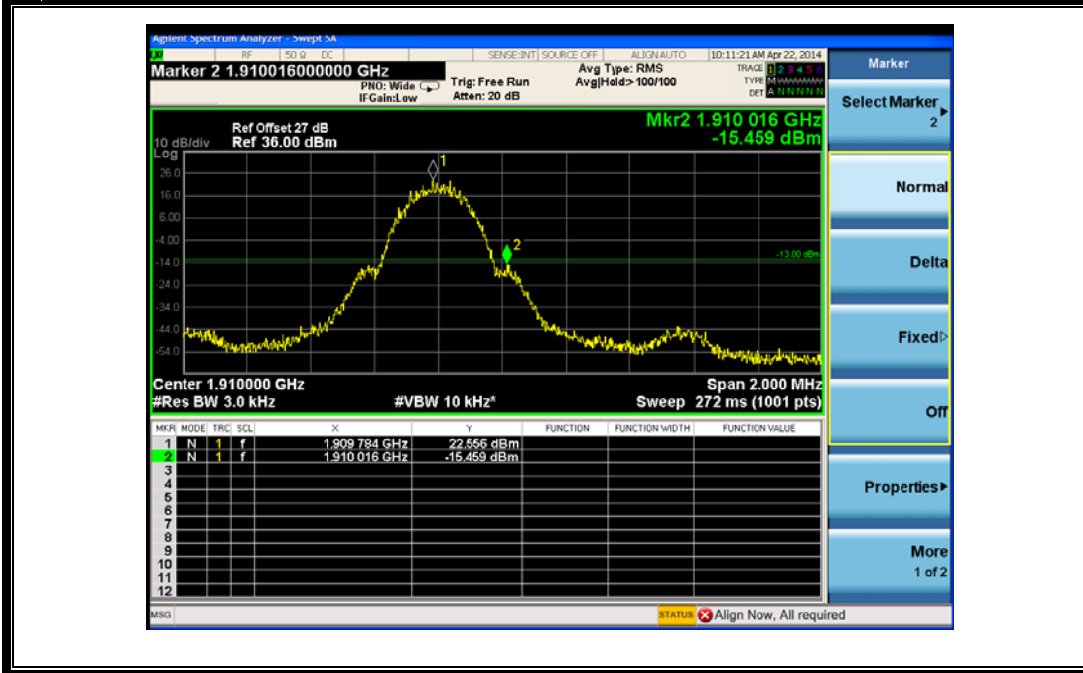 Agilent Spectrum Analyzer - Swept SA
RF 50 Ω DC SENSE:INT SOURCE OFF ALIGN AUTO 10:11:21 AM Apr 22, 2014
Marker 2 1.910016000000 GHz
PNO: Wide
IFGain:Low
Trig: Free Run
Atten: 20 dB
Avg Type: RMS
Avg|Hold:> 100/100
TRACE 1 2 3 4 5 6
TYPE M
DET A N N N N N
Ref Offset 27 dB
Ref 36.00 dBm
10 dB/div
Log
Mkr2 1.910 016 GHz
-15.459 dBm
1
26.0
16.0
6.00
-4.00
2
-13.00 dBm
-14.0
-24.0
-34.0
-44.0
-54.0
Center 1.910000 GHz Span 2.000 MHz
#Res BW 3.0 kHz #VBW 10 kHz* Sweep 272 ms (1001 pts)
MKR MODE TRC SCL X Y FUNCTION FUNCTION WIDTH FUNCTION VALUE
1 N 1 f 1.909 784 GHz 22.556 dBm
2 N 1 f 1.910 016 GHz -15.459 dBm
3
4
5
6
7
8
9
10
11
12
MSG STATUS Align Now, All required
Marker
Select Marker
2
Normal
Delta
Fixed
Off
Properties
More
1 of 2